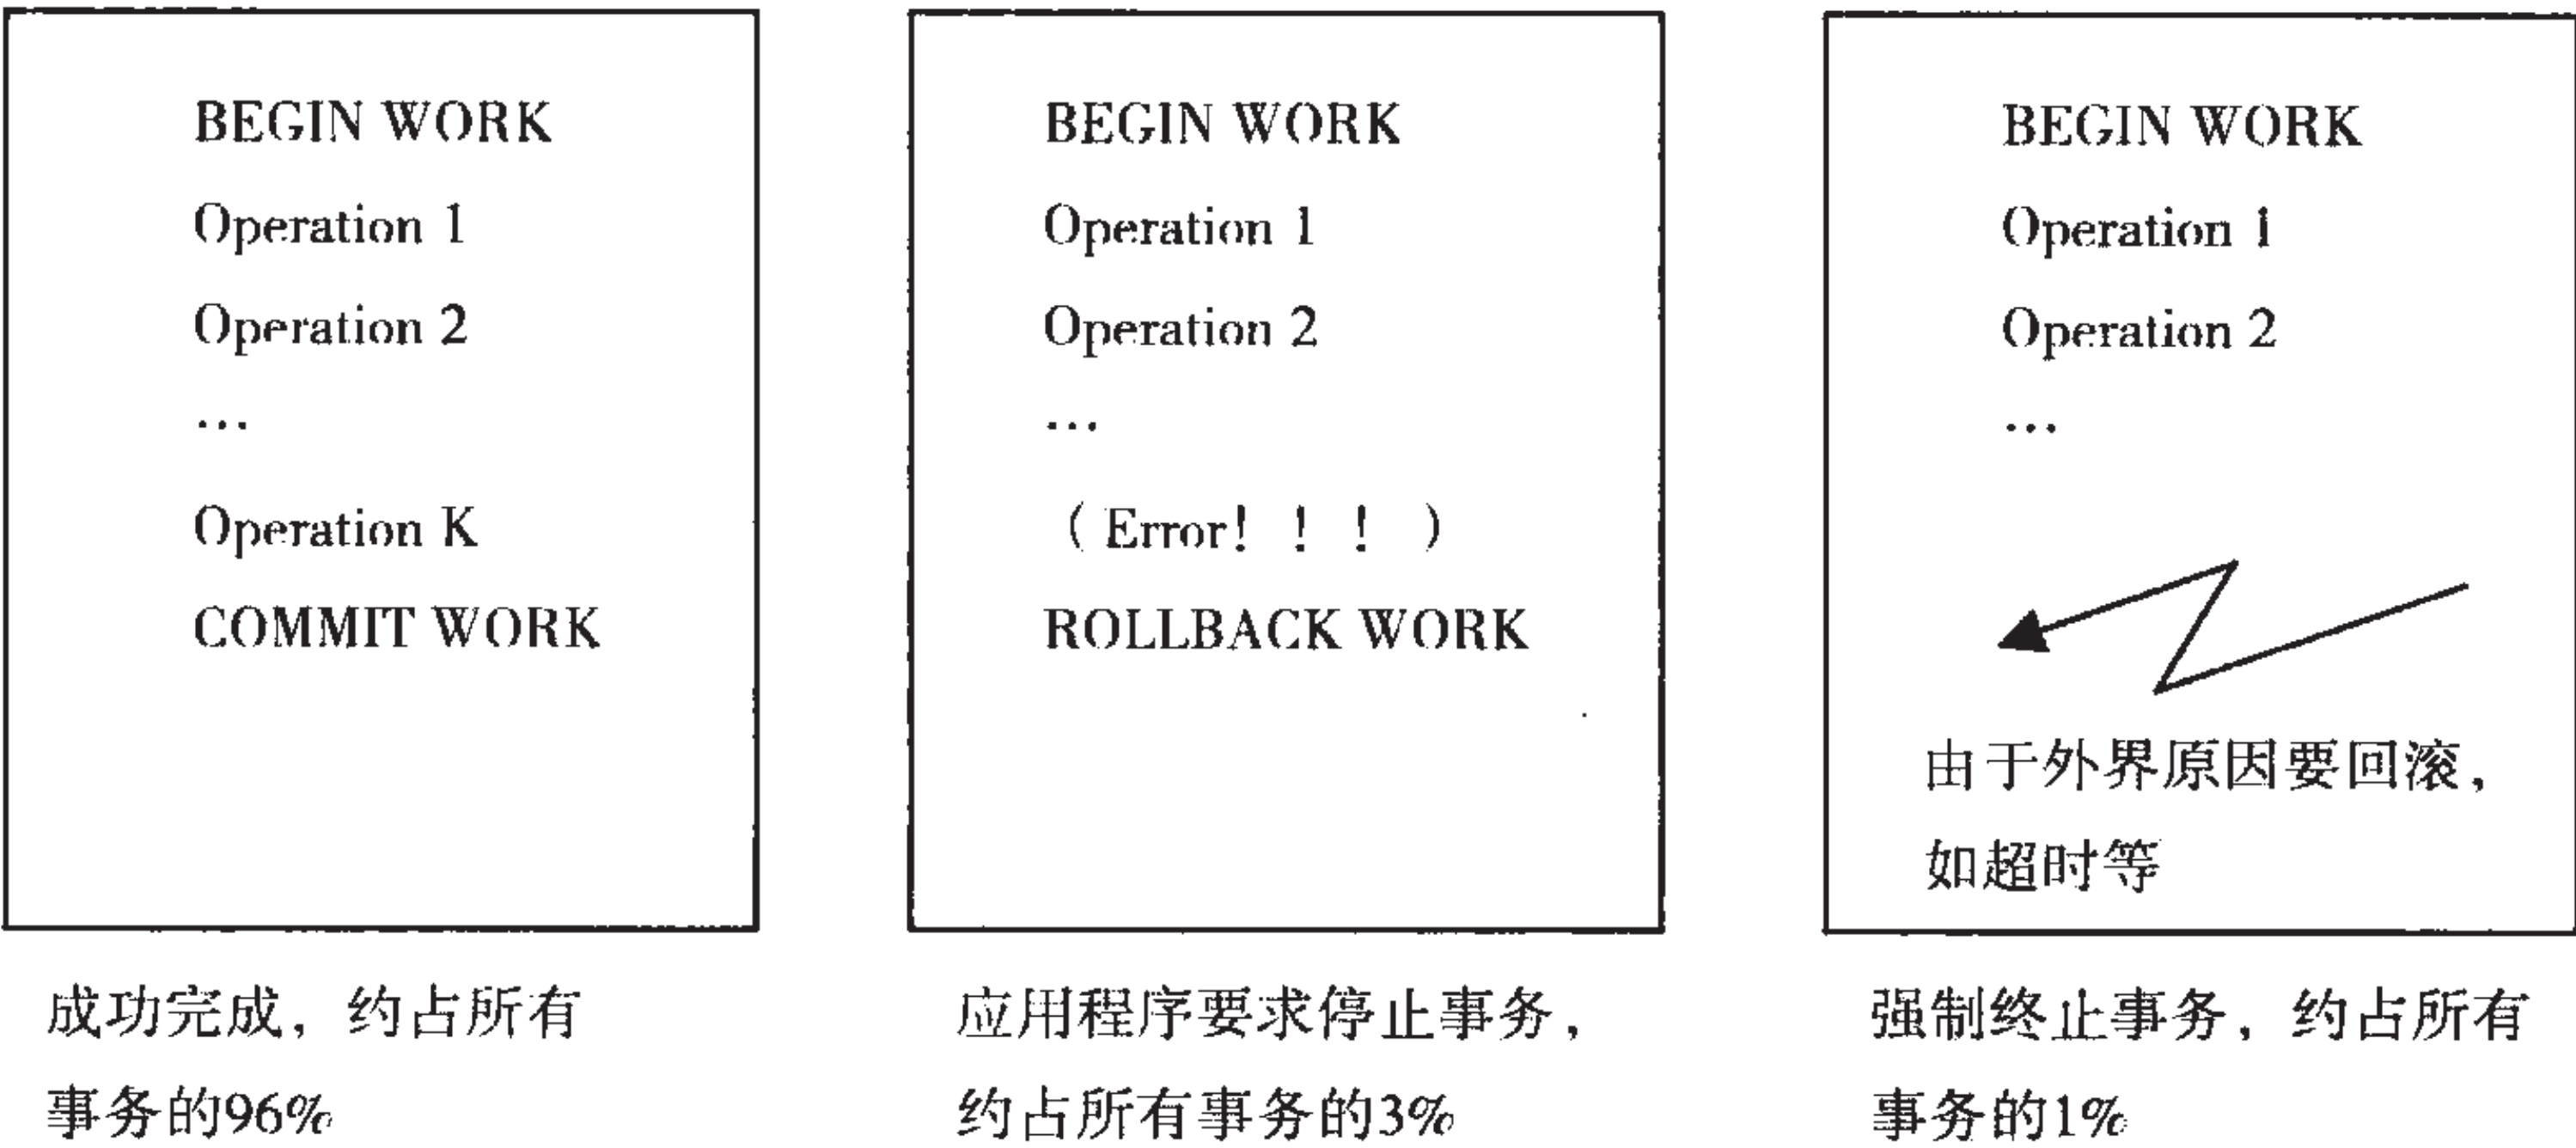 BEGIN WORK
Operation 1
Operation 2
…
Operation K
COMMIT WORK
成功完成，约占所有
事务的96%
BEGIN WORK
Operation 1
Operation 2
…
（Error！！！）
ROLLBACK WORK
应用程序要求停止事务，
约占所有事务的3%
BEGIN WORK
Operation 1
Operation 2
…
由于外界原因要回滚，
如超时等
强制终止事务，约占所有
事务的1%